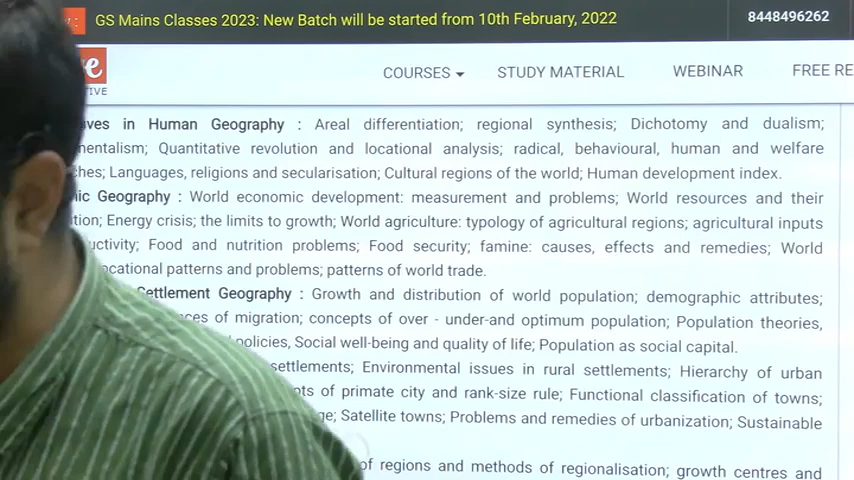 GS Mains Classes 2023: New Batch will be started from 10th February, 2022
8448496262
COURSES
STUDY MATERIAL
WEBINAR
FREE RE
in Human Geography : Areal differentiation; regional synthesis; Dichotomy and dualism;
Quantitative revolution and locational analysis; radical, behavioural, human and welfare
Languages, religions and secularisation; Cultural regions of the world; Human development index.
Geography : World economic development: measurement and problems; World resources and their
Energy crisis; the limits to growth; World agriculture: typology of agricultural regions; agricultural inputs
Food and nutrition problems; Food security; famine: causes, effects and remedies; World
patterns and problems; patterns of world trade.
Settlement Geography : Growth and distribution of world population; demographic attributes;
of migration; concepts of over - under-and optimum population; Population theories,
policies, Social well-being and quality of life; Population as social capital.
settlements; Environmental issues in rural settlements; Hierarchy of urban
of primate city and rank-size rule; Functional classification of towns;
Satellite towns; Problems and remedies of urbanization; Sustainable
of regions and methods of regionalisation; growth centres and